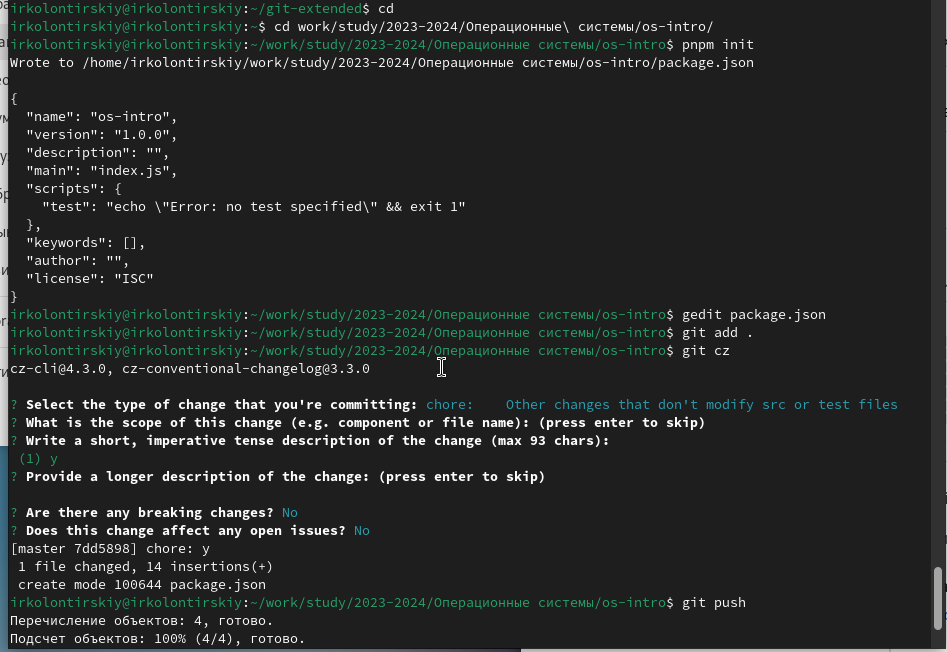 irkolontirskiy@irkolontirskiy:~/git-extended$ cd
irkolontirskiy@irkolontirskiy:~$ cd work/study/2023-2024/Операционные\ системы/os-intro/
irkolontirskiy@irkolontirskiy:~/work/study/2023-2024/Операционные системы/os-intro$ pnpm init
Wrote to /home/irkolontirskiy/work/study/2023-2024/Операционные системы/os-intro/package.json
{
  "name": "os-intro",
  "version": "1.0.0",
  "description": "",
  "main": "index.js",
  "scripts": {
    "test": "echo \"Error: no test specified\" && exit 1"
  },
  "keywords": [],
  "author": "",
  "license": "ISC"
}
irkolontirskiy@irkolontirskiy:~/work/study/2023-2024/Операционные системы/os-intro$ gedit package.json
irkolontirskiy@irkolontirskiy:~/work/study/2023-2024/Операционные системы/os-intro$ git add .
irkolontirskiy@irkolontirskiy:~/work/study/2023-2024/Операционные системы/os-intro$ git cz
cz-cli@4.3.0, cz-conventional-changelog@3.3.0
? Select the type of change that you're committing: chore:    Other changes that don't modify src or test files
? What is the scope of this change (e.g. component or file name): (press enter to skip)
? Write a short, imperative tense description of the change (max 93 chars):
 (1) y
? Provide a longer description of the change: (press enter to skip)
? Are there any breaking changes? No
? Does this change affect any open issues? No
[master 7dd5898] chore: y
 1 file changed, 14 insertions(+)
 create mode 100644 package.json
irkolontirskiy@irkolontirskiy:~/work/study/2023-2024/Операционные системы/os-intro$ git push
Перечисление объектов: 4, готово.
Подсчет объектов: 100% (4/4), готово.